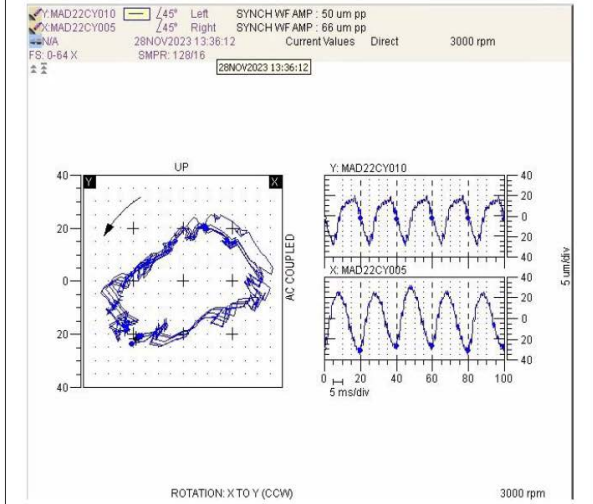 Y:MAD22CY010 ∠45° Left SYNCH WF AMP : 50 um pp
X:MAD22CY005 ∠45° Right SYNCH WF AMP : 66 um pp
N/A 28NOV2023 13:36:12 Current Values Direct 3000 rpm
FS: 0-64 X SMPR: 128/16
28NOV2023 13:36:12
UP
Y X
40
20
0
20
40
AC COUPLED
Y: MAD22CY010
40
20
0
20
40
X: MAD22CY005
40
20
0
20
40
5 um/div
0 20 40 60 80 100
5 ms/div
ROTATION: X TO Y (CCW) 3000 rpm